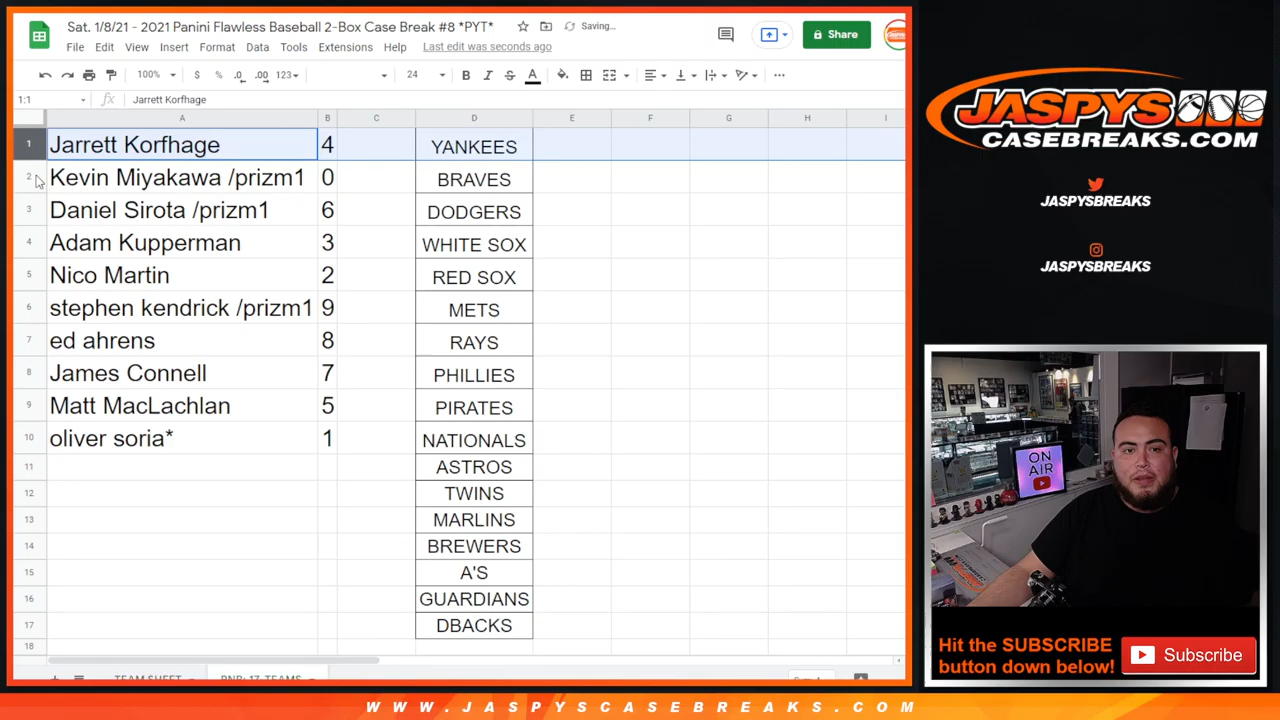 Sat. 1/8/21 - 2021 Panini Flawless Baseball 2-Box Case Break #8 *PYT*
Saving...
File Edit View Insert Format Data Tools Extensions Help Last edit was seconds ago
Share
100% $ % .0 .00 123 24 B I S A
1:1 fx Jarrett Korfhage
A B C D E F G H I
1 Jarrett Korfhage 4 YANKEES
2 Kevin Miyakawa /prizm1 0 BRAVES
3 Daniel Sirota /prizm1 6 DODGERS
4 Adam Kupperman 3 WHITE SOX
5 Nico Martin 2 RED SOX
6 stephen kendrick /prizm1 9 METS
7 ed ahrens 8 RAYS
8 James Connell 7 PHILLIES
9 Matt MacLachlan 5 PIRATES
10 oliver soria* 1 NATIONALS
11 ASTROS
12 TWINS
13 MARLINS
14 BREWERS
15 A'S
16 GUARDIANS
17 DBACKS
18
TEAM SHEET
JASPYS
CASEBREAKS.COM
JASPYSBREAKS
JASPYSBREAKS
ON
AIR
Hit the SUBSCRIBE
button down below!
Subscribe
WWW.JASPYSCASEBREAKS.COM